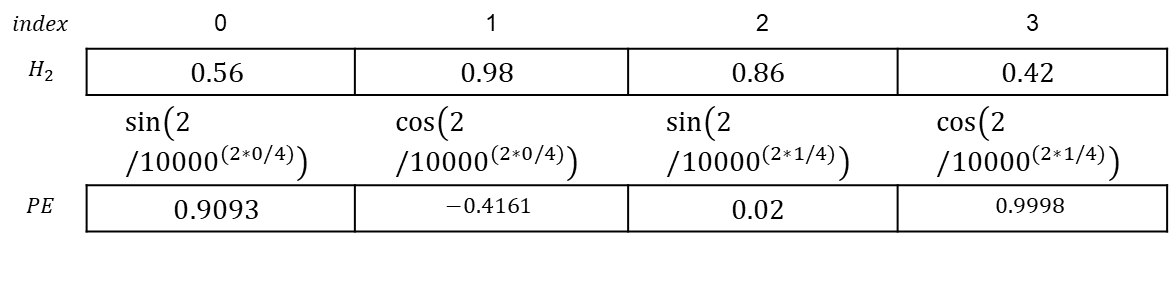 index 0 1 2 3
H₂ 0.56 0.98 0.86 0.42
sin(2 cos(2 sin(2 cos(2
/10000^(2*0/4)) /10000^(2*0/4)) /10000^(2*1/4)) /10000^(2*1/4))
PE 0.9093 −0.4161 0.02 0.9998